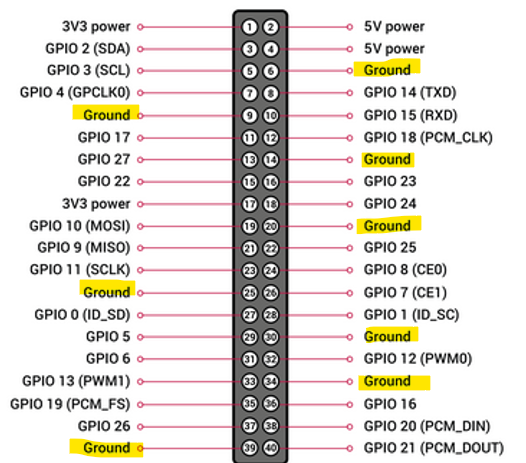 3V3 power 1 2 5V power
GPIO 2 (SDA) 3 4 5V power
GPIO 3 (SCL) 5 6 Ground
GPIO 4 (GPCLK0) 7 8 GPIO 14 (TXD)
Ground 9 10 GPIO 15 (RXD)
GPIO 17 11 12 GPIO 18 (PCM_CLK)
GPIO 27 13 14 Ground
GPIO 22 15 16 GPIO 23
3V3 power 17 18 GPIO 24
GPIO 10 (MOSI) 19 20 Ground
GPIO 9 (MISO) 21 22 GPIO 25
GPIO 11 (SCLK) 23 24 GPIO 8 (CE0)
Ground 25 26 GPIO 7 (CE1)
GPIO 0 (ID_SD) 27 28 GPIO 1 (ID_SC)
GPIO 5 29 30 Ground
GPIO 6 31 32 GPIO 12 (PWM0)
GPIO 13 (PWM1) 33 34 Ground
GPIO 19 (PCM_FS) 35 36 GPIO 16
GPIO 26 37 38 GPIO 20 (PCM_DIN)
Ground 39 40 GPIO 21 (PCM_DOUT)